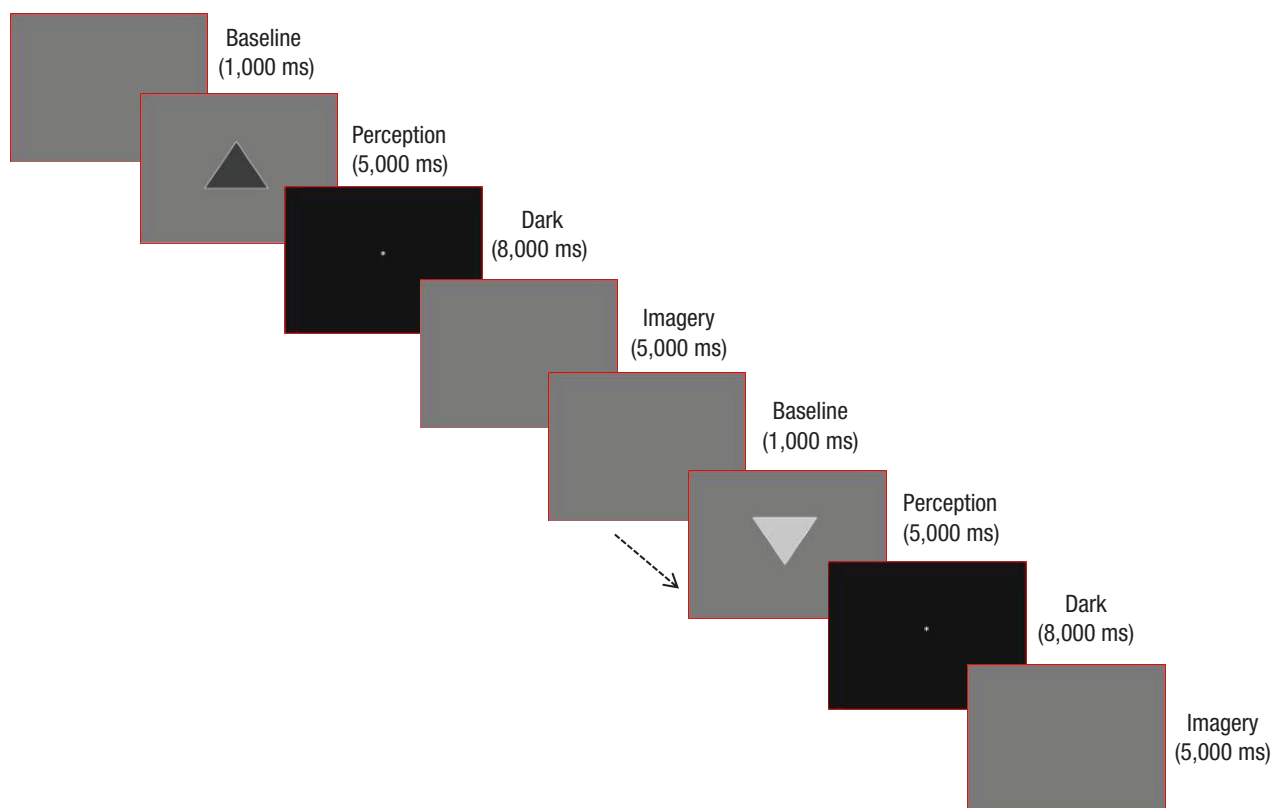 Baseline
(1,000 ms)
Perception
(5,000 ms)
Dark
(8,000 ms)
Imagery
(5,000 ms)
Baseline
(1,000 ms)
Perception
(5,000 ms)
Dark
(8,000 ms)
Imagery
(5,000 ms)